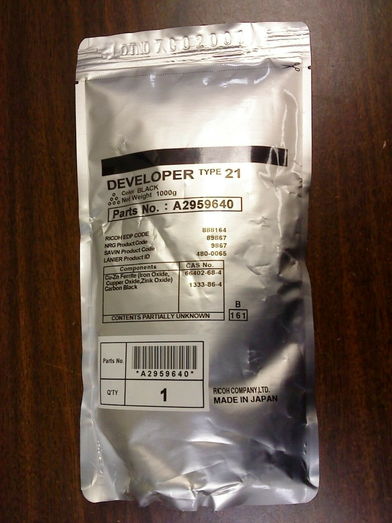 DEVELOPER TYPE 21
Color BLACK
Net Weight 1000g
Parts No. : A2959640
RICOH EDP CODE 888164
NRG Product Code 89867
SAVIN Product Code 9867
LANIER Product ID 480-0065
Components CAS No.
Cu-Zn Ferrite (Iron Oxide, 66402-68-4
Copper Oxide,Zink Oxide)
Carbon Black 1333-86-4
CONTENTS PARTIALLY UNKNOWN
B
161
Parts No.
*A2959640*
Q'TY 1
RICOH COMPANY,LTD.
MADE IN JAPAN